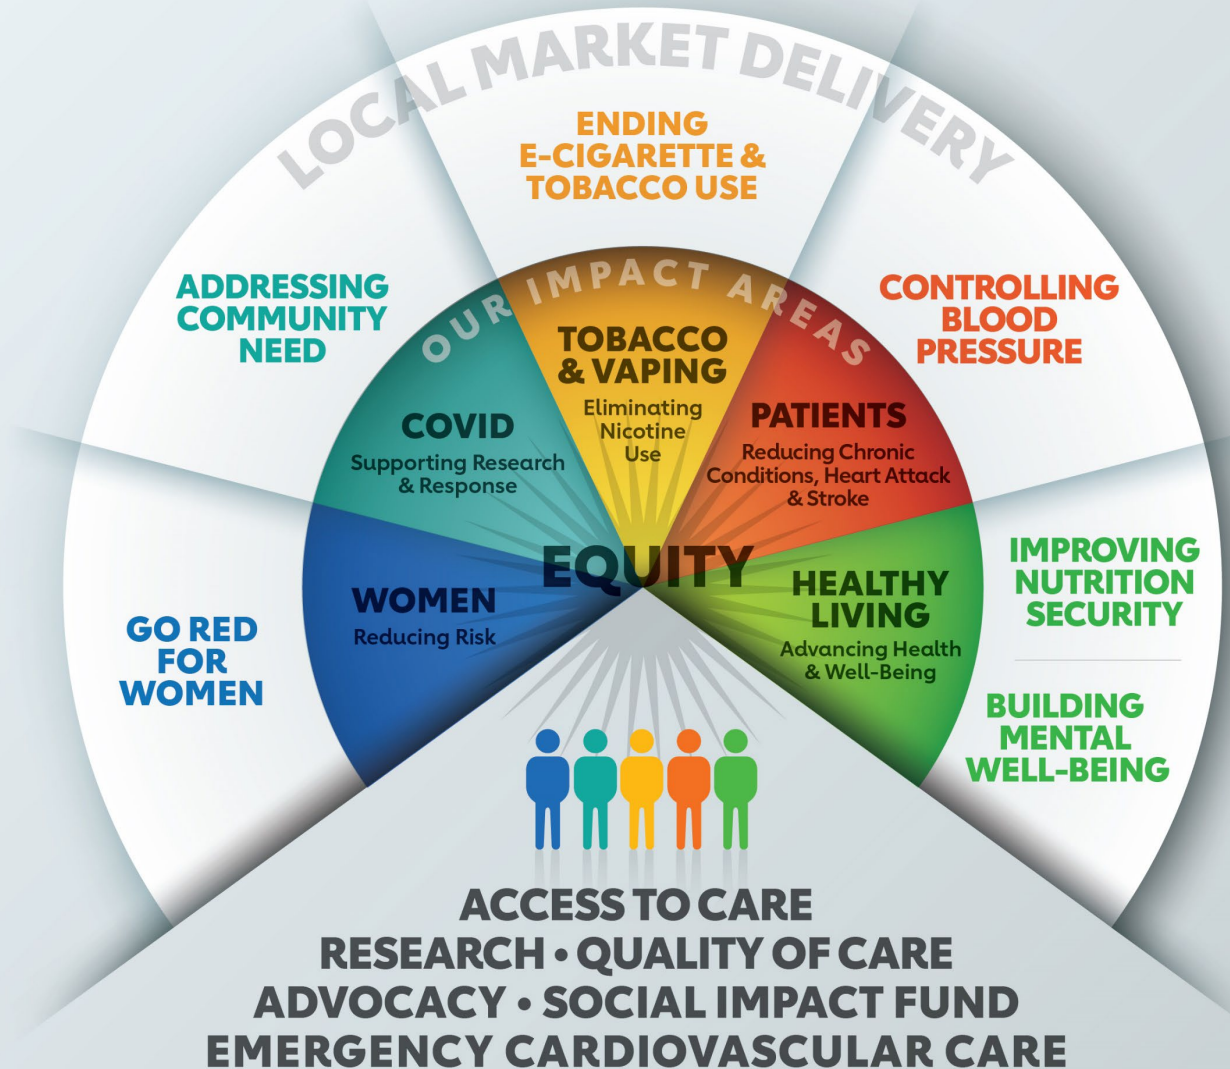 LOCAL MARKET DELIVERY
ENDING
E-CIGARETTE &
TOBACCO USE
ADDRESSING
COMMUNITY
NEED
CONTROLLING
BLOOD
PRESSURE
GO RED
FOR
WOMEN
IMPROVING
NUTRITION
SECURITY
BUILDING
MENTAL
WELL-BEING
OUR IMPACT AREAS
TOBACCO
& VAPING
Eliminating
Nicotine
Use
COVID
Supporting Research
& Response
PATIENTS
Reducing Chronic
Conditions, Heart Attack
& Stroke
WOMEN
Reducing Risk
EQUITY
HEALTHY
LIVING
Advancing Health
& Well-Being
ACCESS TO CARE
RESEARCH • QUALITY OF CARE
ADVOCACY • SOCIAL IMPACT FUND
EMERGENCY CARDIOVASCULAR CARE